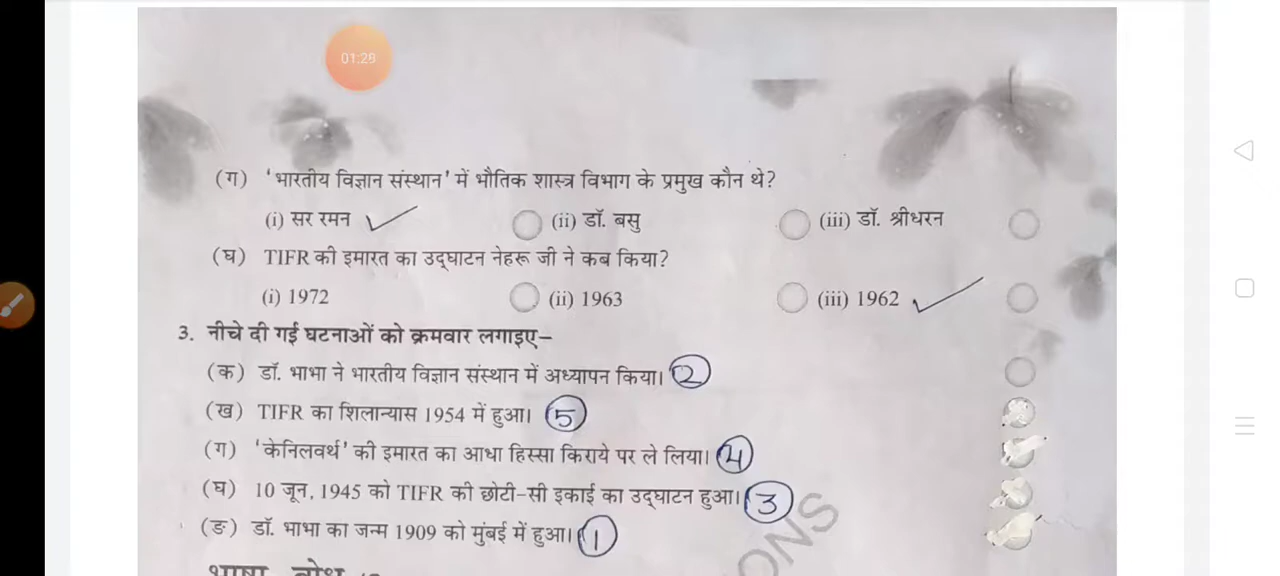 01:28
(ग) 'भारतीय विज्ञान संस्थान' में भौतिक शास्त्र विभाग के प्रमुख कौन थे?
(i) सर रमन (ii) डॉ. बसु (iii) डॉ. श्रीधरन
(घ) TIFR की इमारत का उद्घाटन नेहरू जी ने कब किया?
(i) 1972 (ii) 1963 (iii) 1962
3. नीचे दी गई घटनाओं को क्रमवार लगाइए–
(क) डॉ. भाभा ने भारतीय विज्ञान संस्थान में अध्यापन किया। 2
(ख) TIFR का शिलान्यास 1954 में हुआ। 5
(ग) 'केनिलवर्थ' की इमारत का आधा हिस्सा किराये पर ले लिया। 4
(घ) 10 जून, 1945 को TIFR की छोटी-सी इकाई का उद्घाटन हुआ। 3
(ङ) डॉ. भाभा का जन्म 1909 को मुंबई में हुआ। 1
ONS